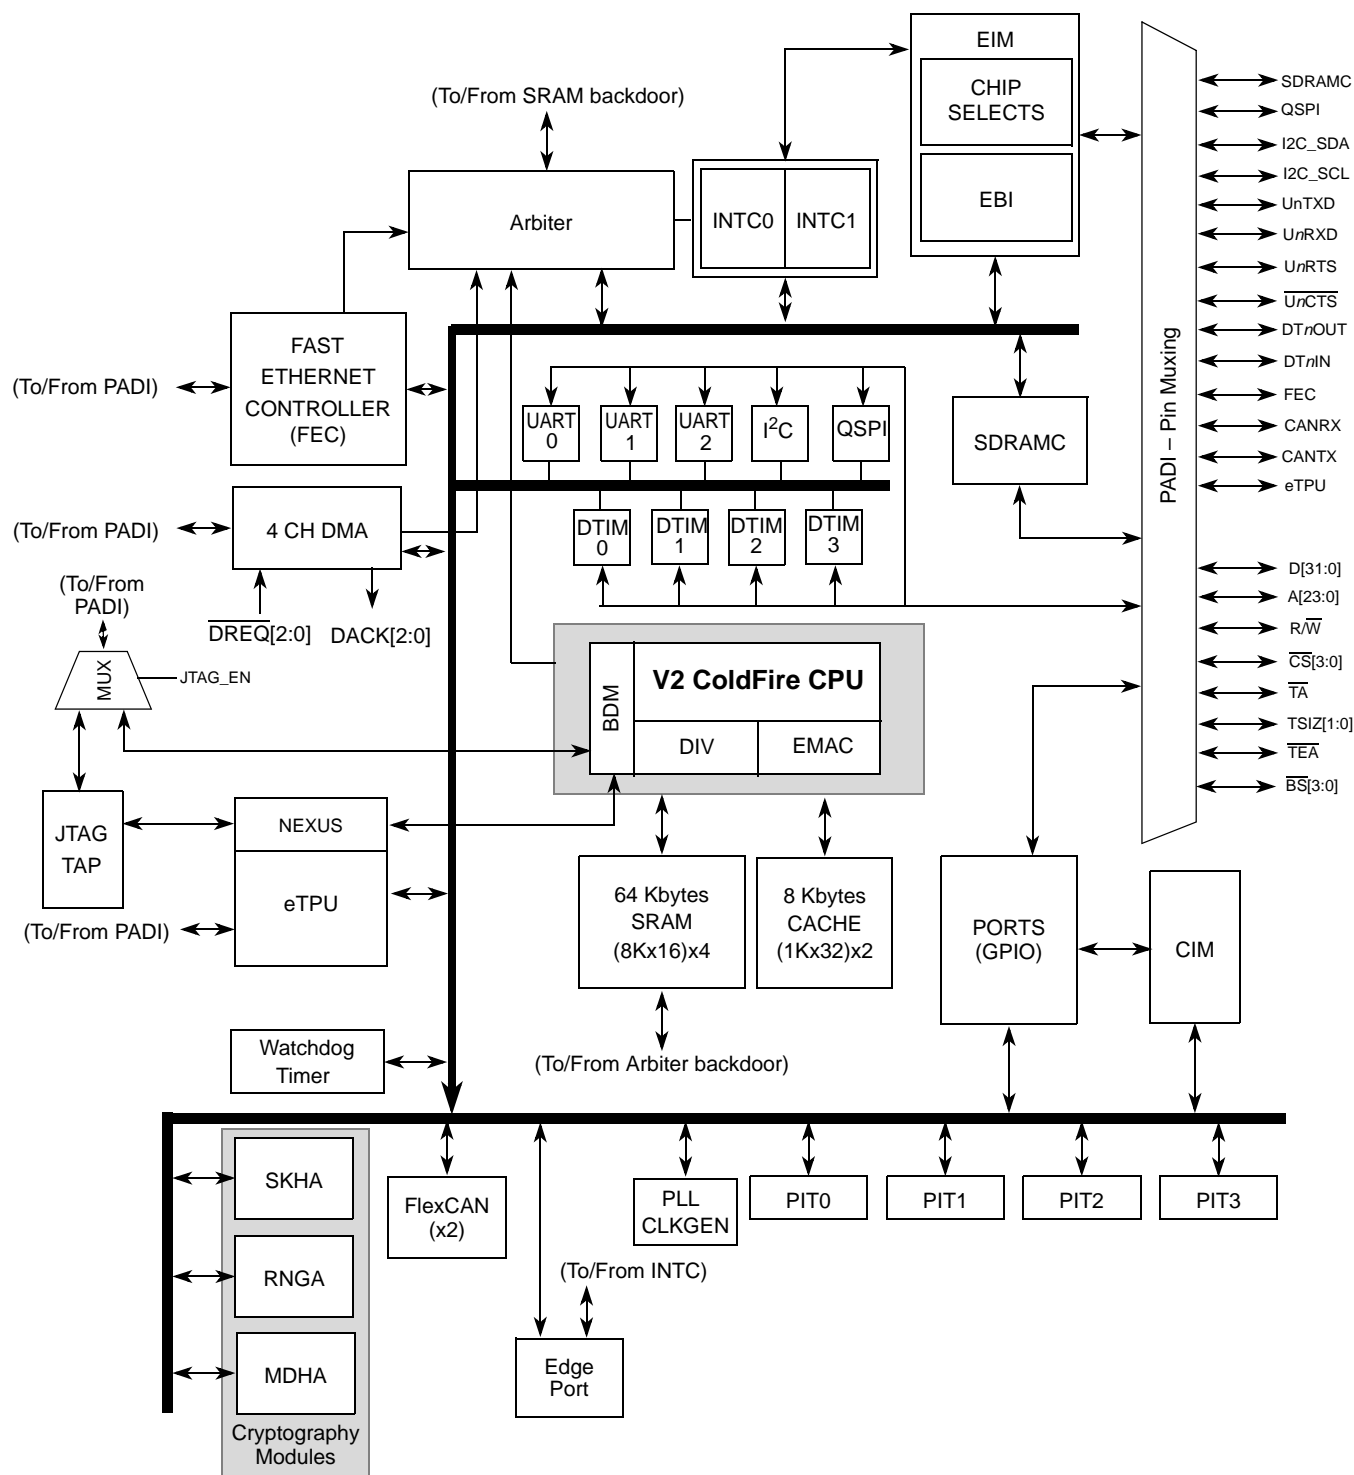 EIM
CHIP
SELECTS
EBI
(To/From SRAM backdoor)
Arbiter
INTC0
INTC1
FAST
ETHERNET
CONTROLLER
(FEC)
(To/From PADI)
UART
0
UART
1
UART
2
I²C
QSPI
SDRAMC
DTIM
0
DTIM
1
DTIM
2
DTIM
3
(To/From PADI)
4 CH DMA
D̅R̅E̅Q̅[2:0]
DACK[2:0]
(To/From
PADI)
MUX
JTAG_EN
BDM
V2 ColdFire CPU
DIV
EMAC
JTAG
TAP
NEXUS
eTPU
(To/From PADI)
64 Kbytes
SRAM
(8Kx16)x4
8 Kbytes
CACHE
(1Kx32)x2
(To/From Arbiter backdoor)
PORTS
(GPIO)
CIM
Watchdog
Timer
PADI – Pin Muxing
SDRAMC
QSPI
I2C_SDA
I2C_SCL
UnTXD
UnRXD
UnRTS
U̅n̅C̅T̅S̅
DTnOUT
DTnIN
FEC
CANRX
CANTX
eTPU
D[31:0]
A[23:0]
R/W̅
C̅S̅[3:0]
T̅A̅
TSIZ[1:0]
T̅E̅A̅
B̅S̅[3:0]
SKHA
RNGA
MDHA
Cryptography
Modules
FlexCAN
(x2)
PLL
CLKGEN
PIT0
PIT1
PIT2
PIT3
(To/From INTC)
Edge
Port